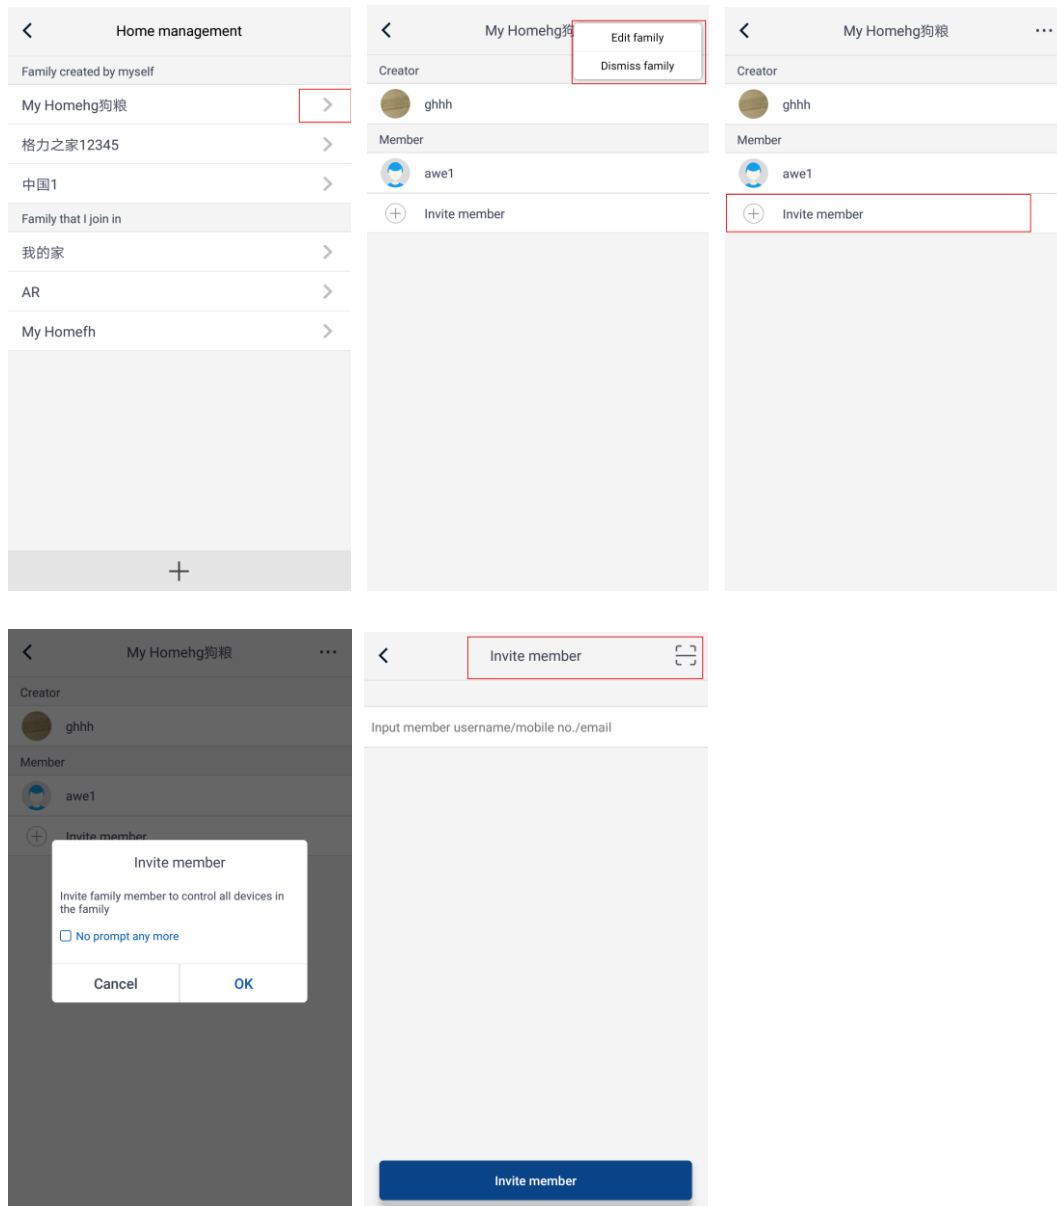 Home management
Family created by myself
My Homehg狗粮
格力之家12345
中国1
Family that I join in
我的家
AR
My Homefh
My Homehg狗
Edit family
Dismiss family
Creator
ghhh
Member
awe1
Invite member
My Homehg狗粮
Creator
ghhh
Member
awe1
Invite member
My Homehg狗粮
Creator
ghhh
Member
awe1
Invite member
Invite member
Invite family member to control all devices in
the family
No prompt any more
Cancel
OK
Invite member
Input member username/mobile no./email
Invite member